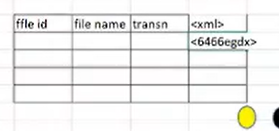 ffle id file name transn <xml>
<6466egdx>